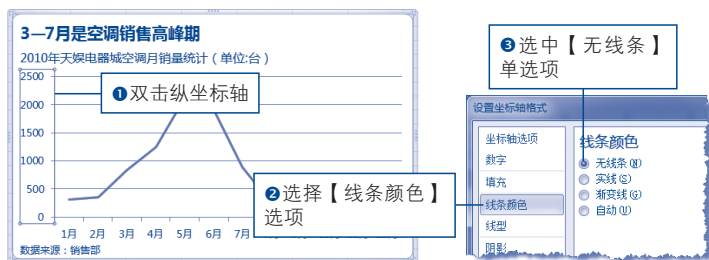 3—7月是空调销售高峰期
2010年天娱电器城空调月销量统计（单位:台）
2500
2000
1500
1000
500
0
1月 2月 3月 4月 5月 6月 7月
数据来源：销售部
❶双击纵坐标轴
❷选择【线条颜色】
选项
❸选中【无线条】
单选项
设置坐标轴格式
坐标轴选项
数字
填充
线条颜色
线型
阴影
线条颜色
无线条(N)
实线(S)
渐变线(G)
自动(U)